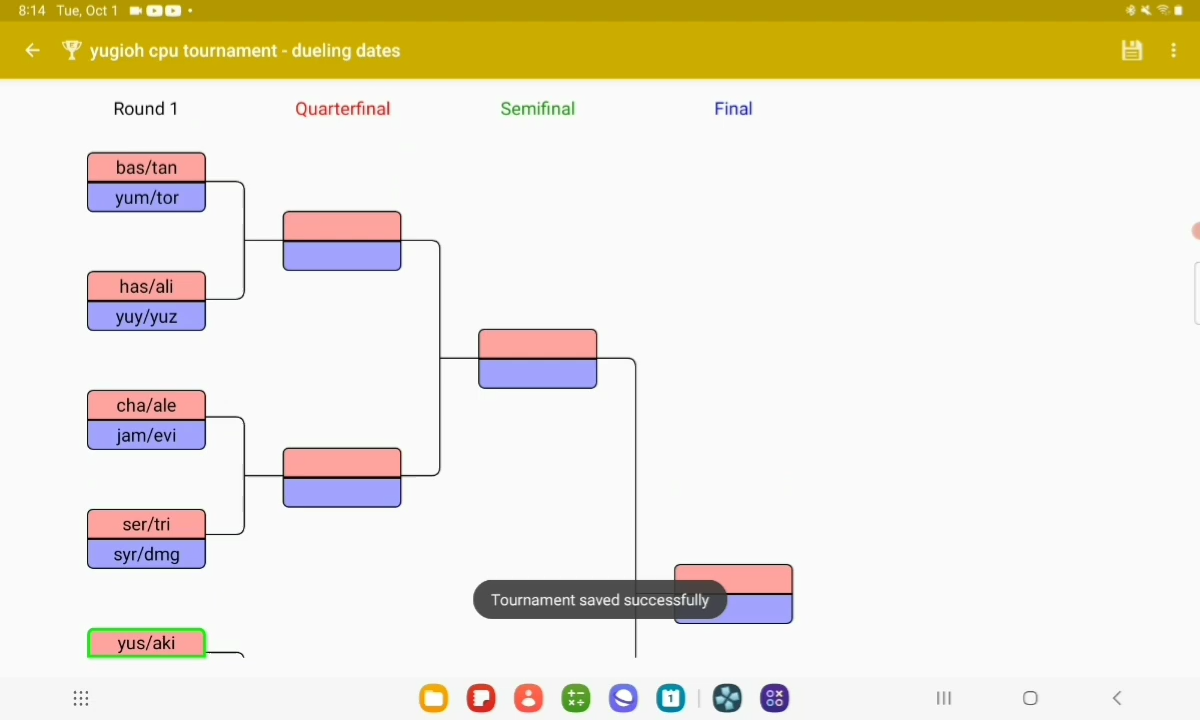 8:14 Tue, Oct 1
yugioh cpu tournament - dueling dates
Round 1
Quarterfinal
Semifinal
Final
bas/tan
yum/tor
has/ali
yuy/yuz
cha/ale
jam/evi
ser/tri
syr/dmg
yus/aki
Tournament saved successfully
1